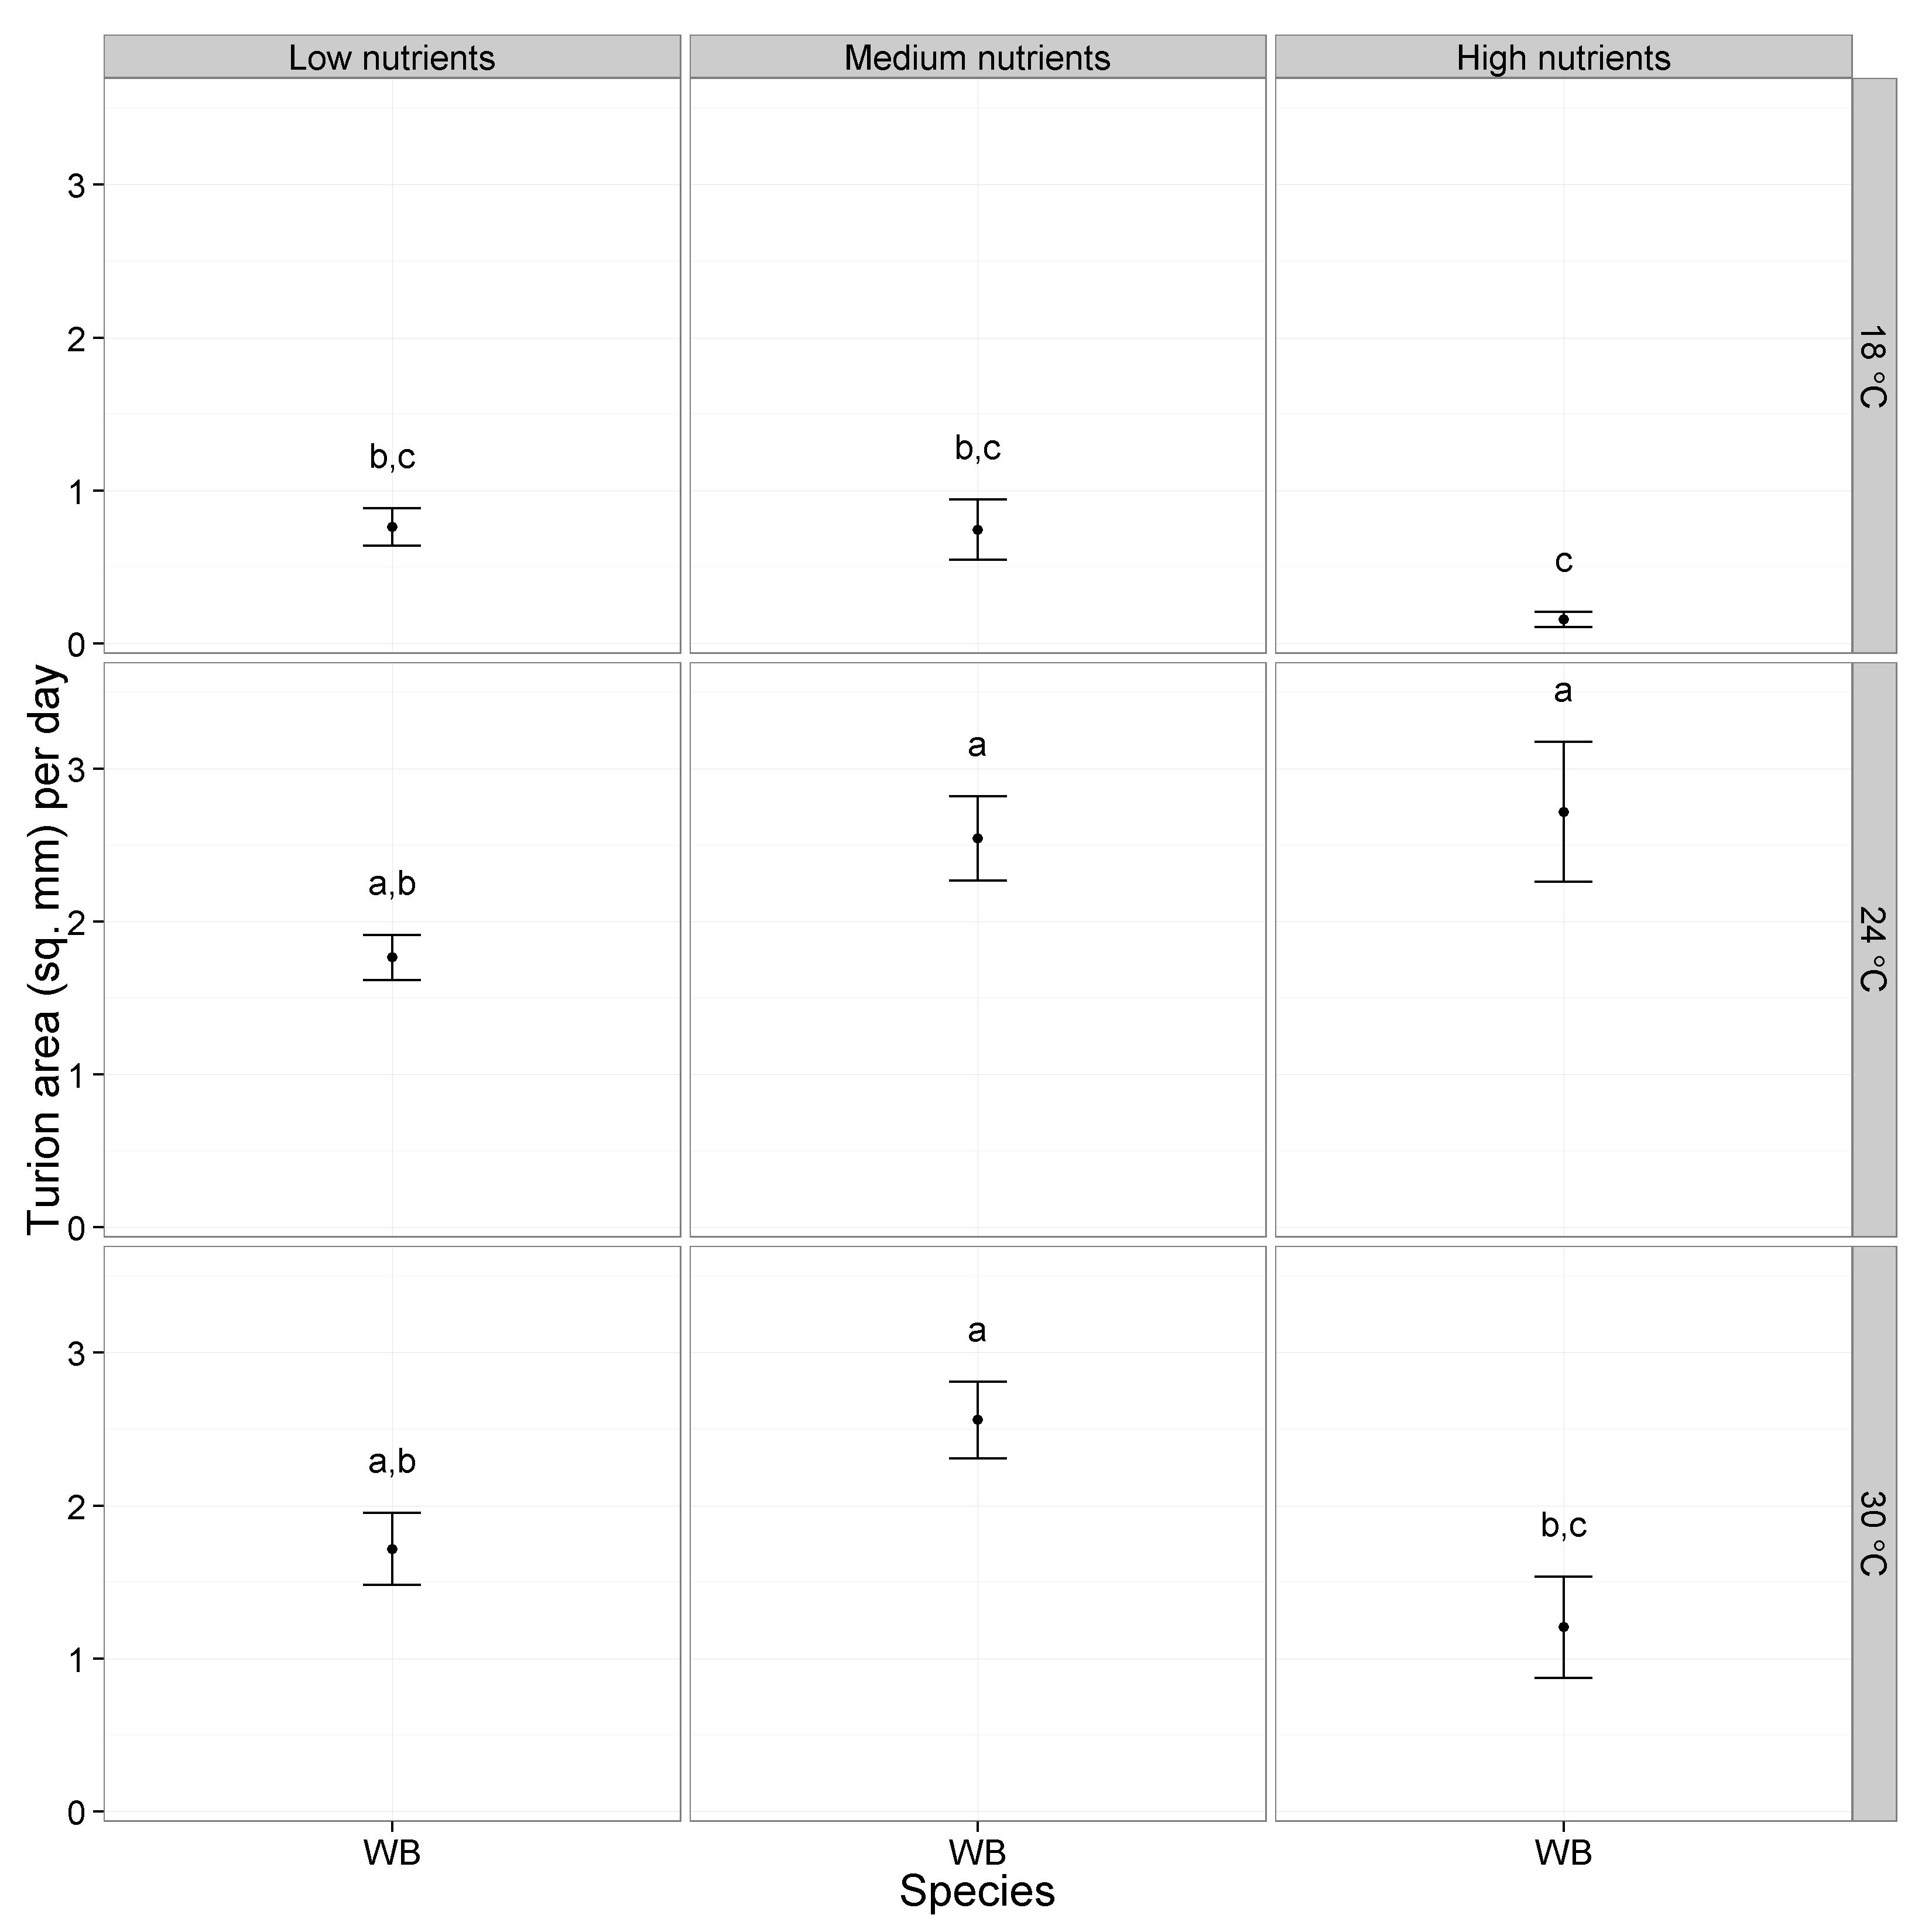 Low nutrients Medium nutrients High nutrients
3
2
1
0
b,c
b,c
c
18 °C
Turion area (sq. mm) per day
3
2
1
0
a,b
a
a
24 °C
3
2
1
0
a,b
a
b,c
30 °C
WB WB WB
Species